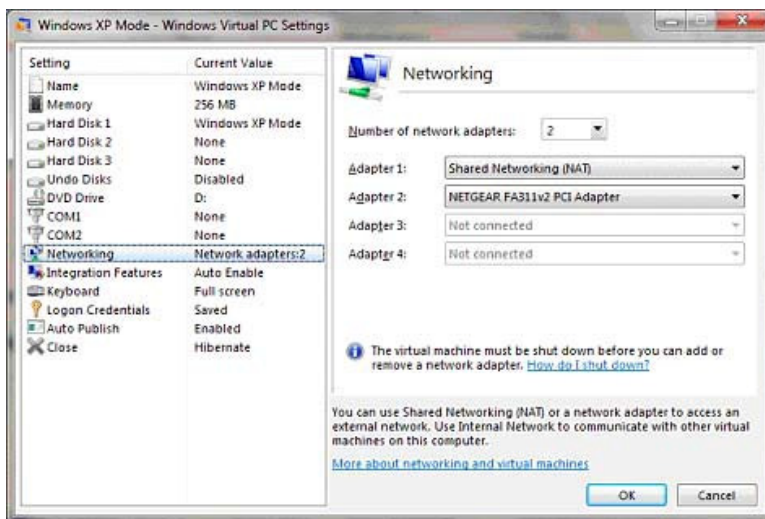 Windows XP Mode - Windows Virtual PC Settings
Setting Current Value
Name Windows XP Mode
Memory 256 MB
Hard Disk 1 Windows XP Mode
Hard Disk 2 None
Hard Disk 3 None
Undo Disks Disabled
DVD Drive D:
COM1 None
COM2 None
Networking Network adapters:2
Integration Features Auto Enable
Keyboard Full screen
Logon Credentials Saved
Auto Publish Enabled
Close Hibernate
Networking
Number of network adapters: 2
Adapter 1: Shared Networking (NAT)
Adapter 2: NETGEAR FA311v2 PCI Adapter
Adapter 3: Not connected
Adapter 4: Not connected
The virtual machine must be shut down before you can add or
remove a network adapter. How do I shut down?
You can use Shared Networking (NAT) or a network adapter to access an
external network. Use Internal Network to communicate with other virtual
machines on this computer.
More about networking and virtual machines
OK Cancel